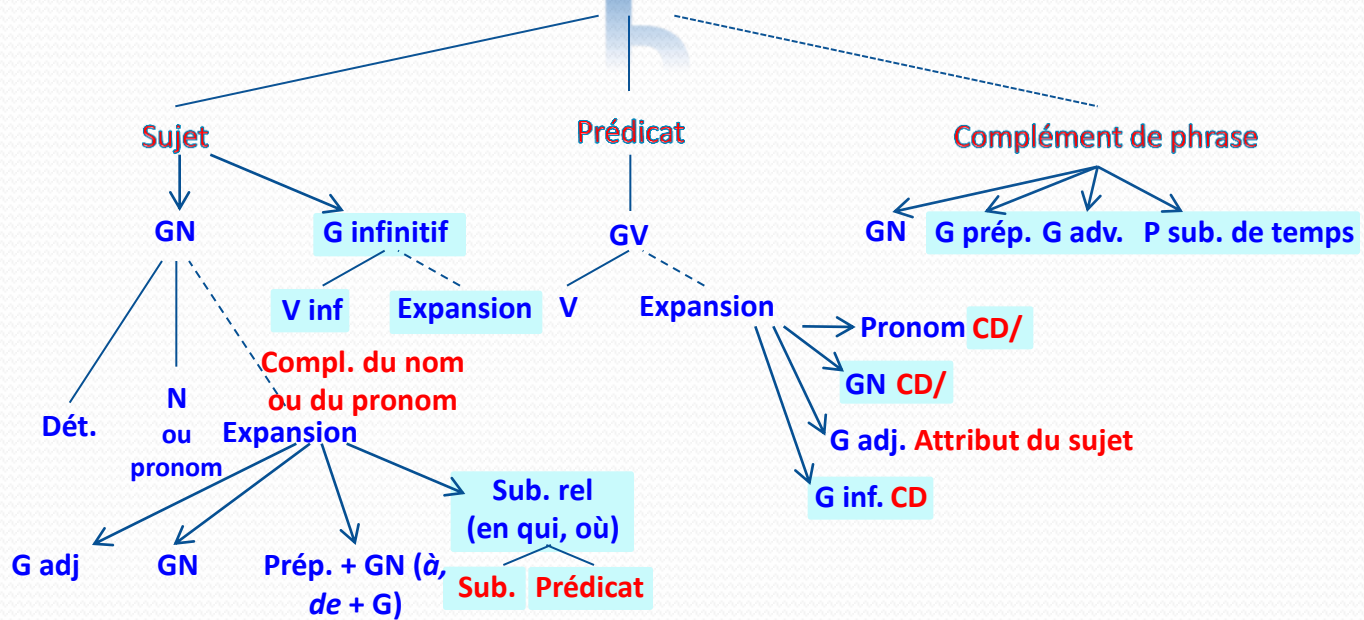 Sujet
Prédicat
Complément de phrase
GN
G infinitif
GV
GN
G prép.
G adv.
P sub. de temps
V inf
Expansion
V
Expansion
Pronom CD/
GN CD/
G adj. Attribut du sujet
G inf. CD
Compl. du nom
ou du pronom
Dét.
N
ou
pronom
Expansion
Sub. rel
(en qui, où)
G adj
GN
Prép. + GN (à,
de + G)
Sub.
Prédicat